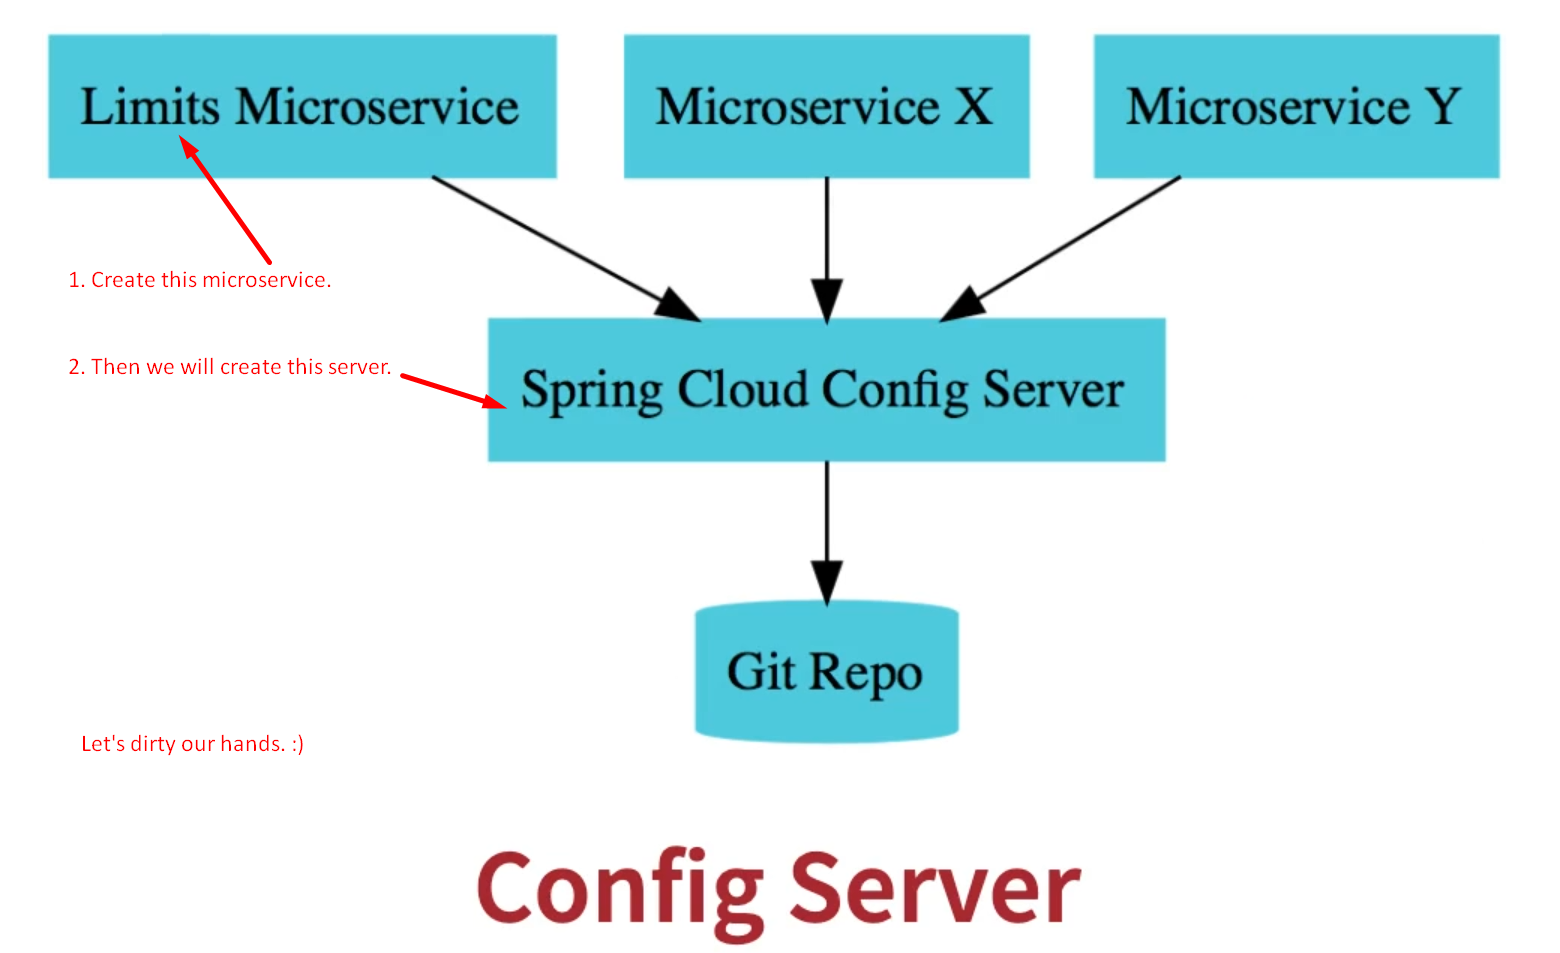 Limits Microservice
Microservice X
Microservice Y
1. Create this microservice.
2. Then we will create this server.
Spring Cloud Config Server
Git Repo
Let's dirty our hands. :)
Config Server